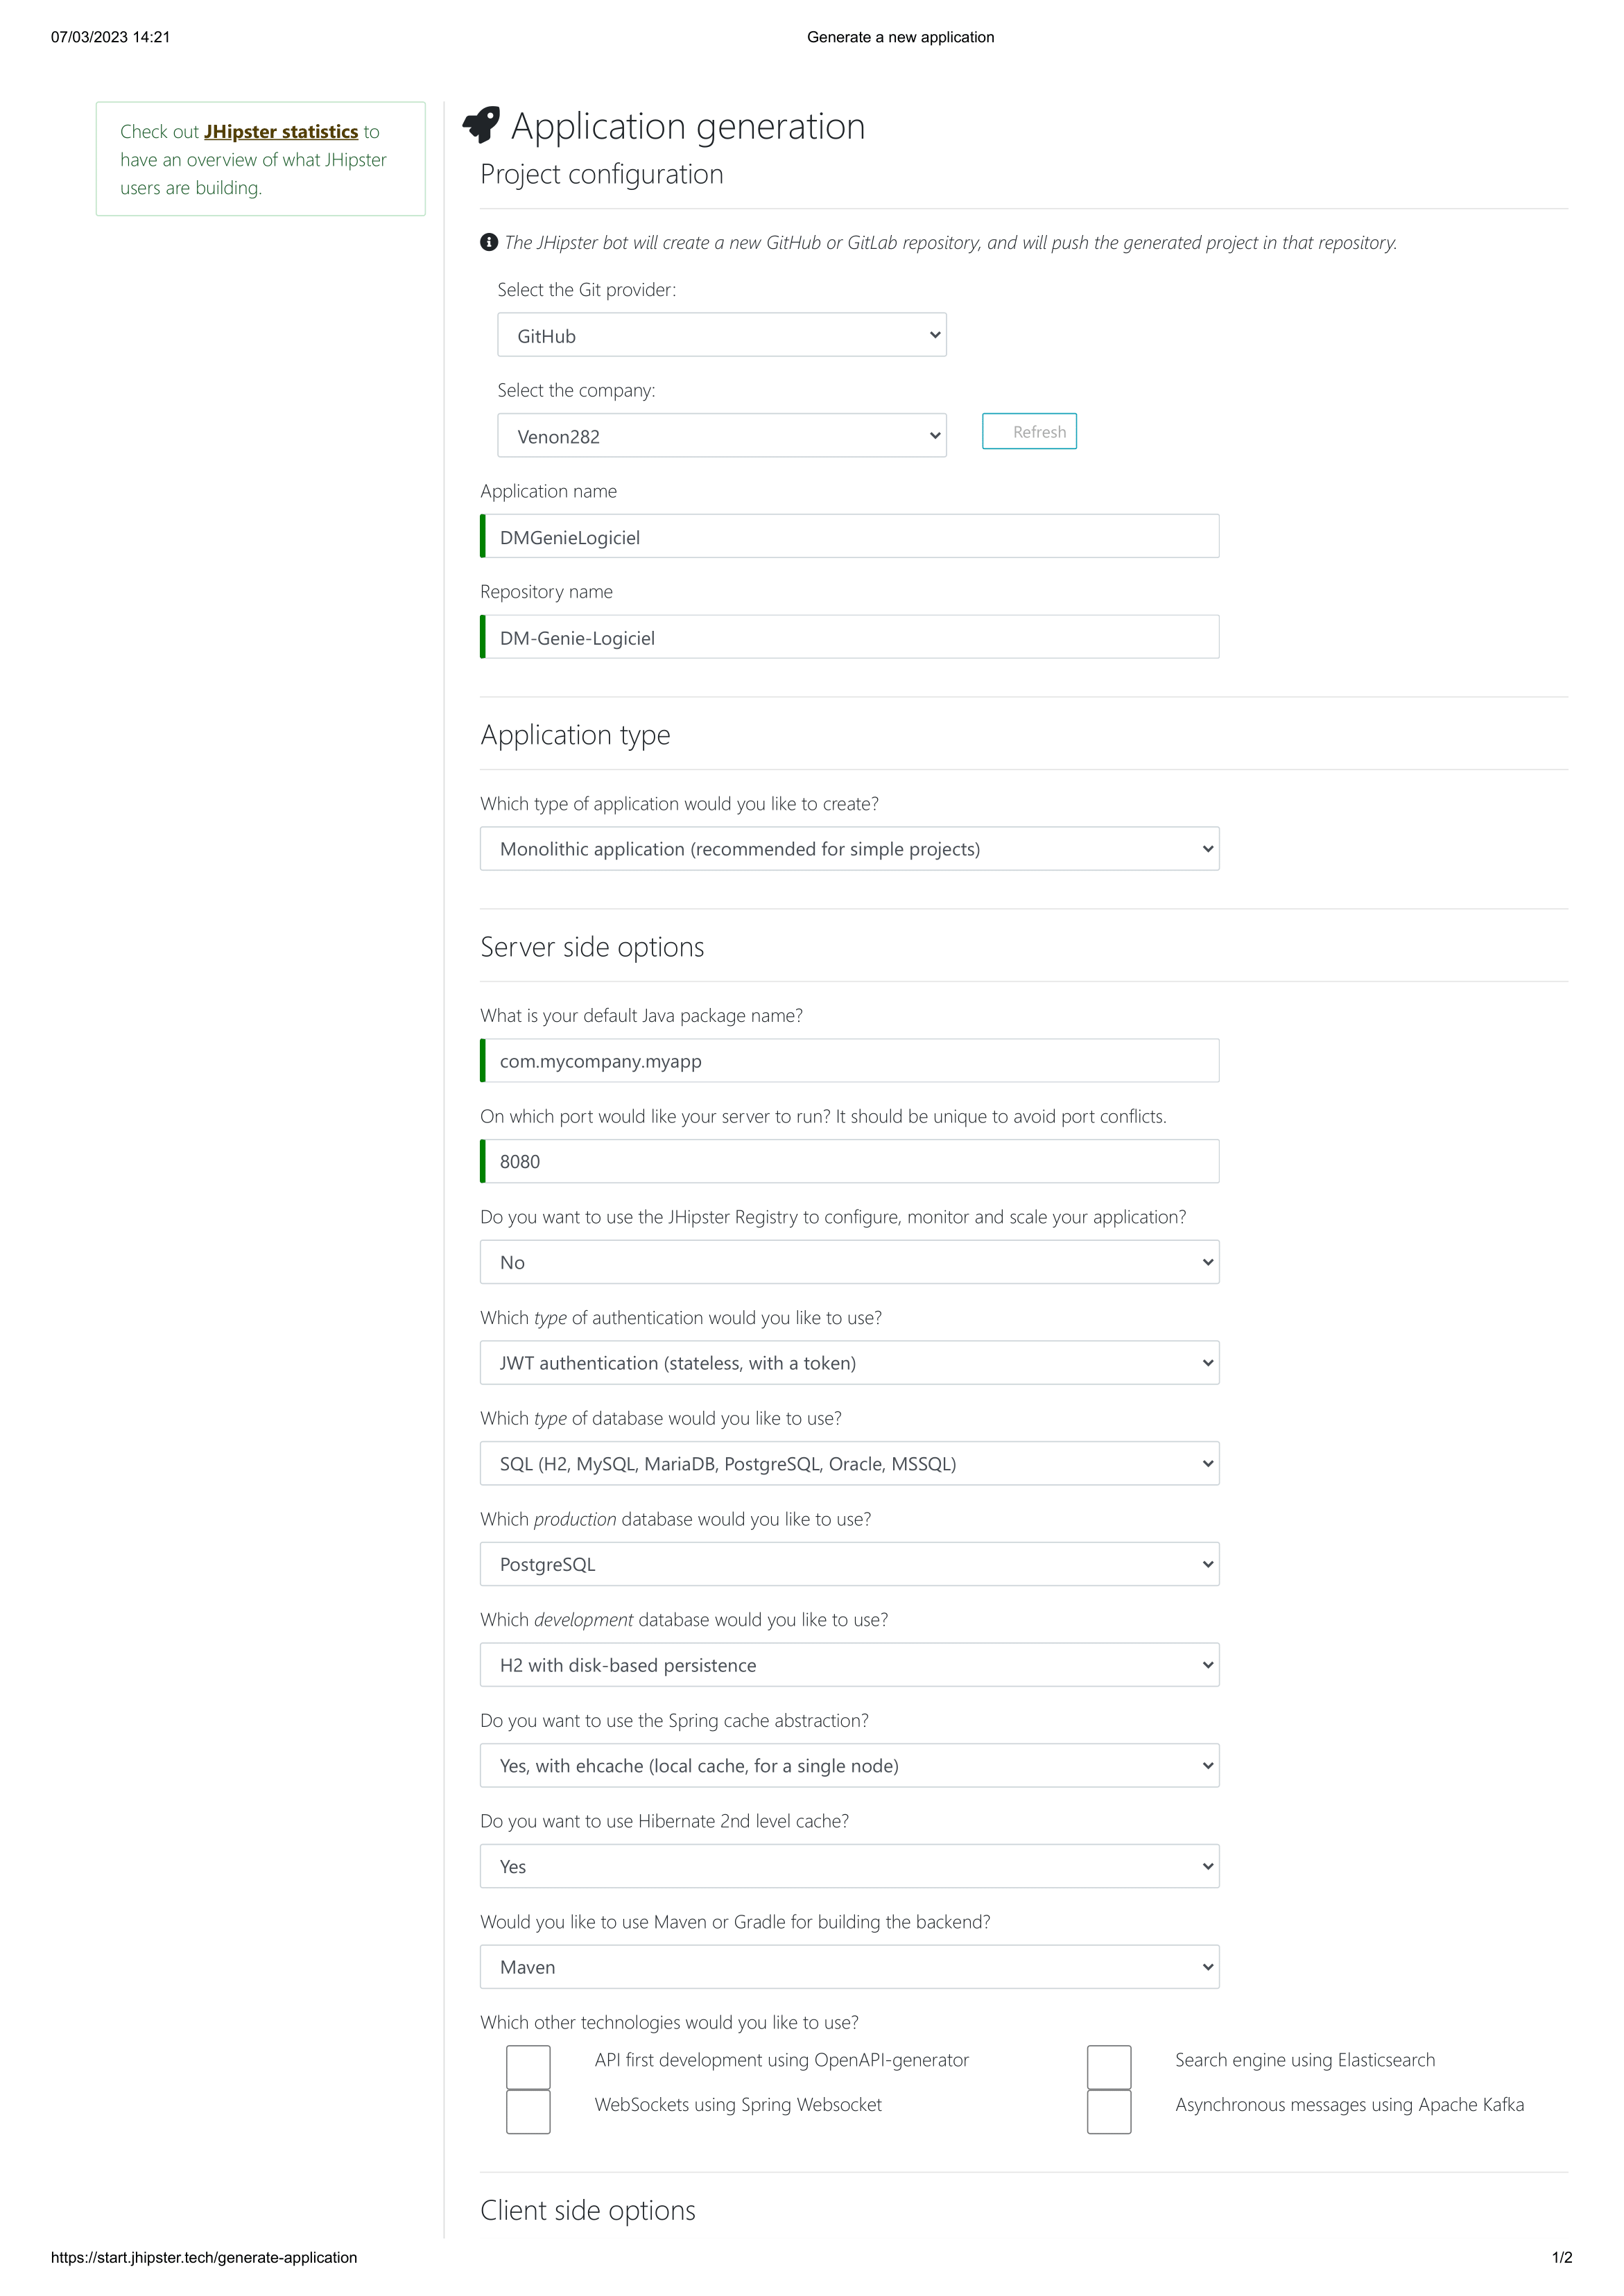 07/03/2023 14:21
Generate a new application
Check out JHipster statistics to
have an overview of what JHipster
users are building.
Application generation
Project configuration
The JHipster bot will create a new GitHub or GitLab repository, and will push the generated project in that repository.
Select the Git provider:
GitHub
Select the company:
Venon282
Refresh
Application name
DMGenieLogiciel
Repository name
DM-Genie-Logiciel
Application type
Which type of application would you like to create?
Monolithic application (recommended for simple projects)
Server side options
What is your default Java package name?
com.mycompany.myapp
On which port would like your server to run? It should be unique to avoid port conflicts.
8080
Do you want to use the JHipster Registry to configure, monitor and scale your application?
No
Which type of authentication would you like to use?
JWT authentication (stateless, with a token)
Which type of database would you like to use?
SQL (H2, MySQL, MariaDB, PostgreSQL, Oracle, MSSQL)
Which production database would you like to use?
PostgreSQL
Which development database would you like to use?
H2 with disk-based persistence
Do you want to use the Spring cache abstraction?
Yes, with ehcache (local cache, for a single node)
Do you want to use Hibernate 2nd level cache?
Yes
Would you like to use Maven or Gradle for building the backend?
Maven
Which other technologies would you like to use?
API first development using OpenAPI-generator
Search engine using Elasticsearch
WebSockets using Spring Websocket
Asynchronous messages using Apache Kafka
Client side options
https://start.jhipster.tech/generate-application
1/2